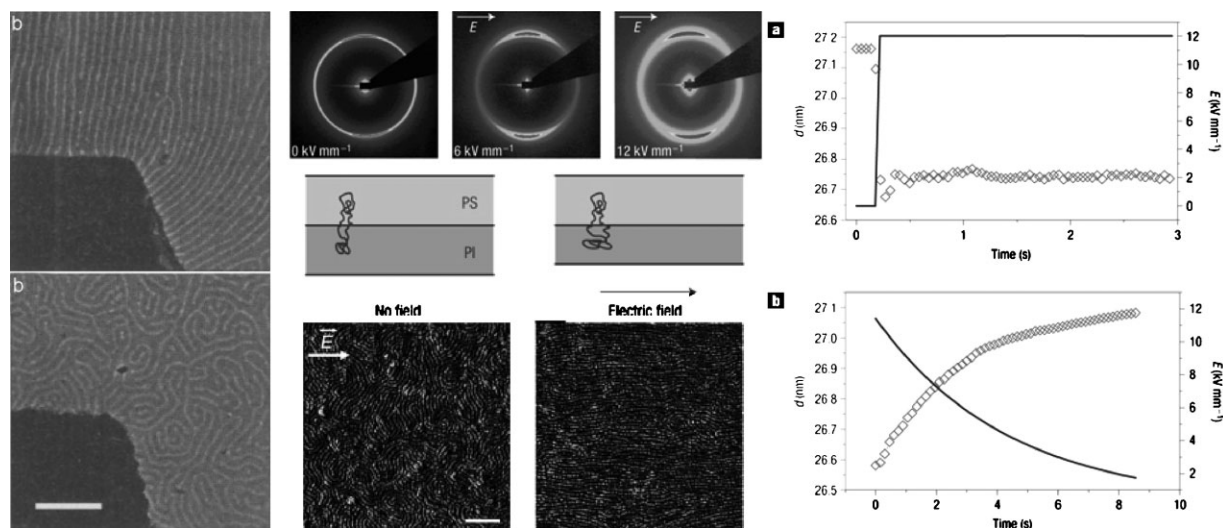 b
b
E
E
0 kV mm⁻¹
6 kV mm⁻¹
12 kV mm⁻¹
PS
PI
No field
Electric field
E
a
27.2
27.1
27.0
26.9
26.8
26.7
26.6
d (nm)
12
10
8
6
4
2
0
E (kV mm⁻¹)
0
1
2
3
Time (s)
b
27.1
27.0
26.9
26.8
26.7
26.6
26.5
d (nm)
12
10
8
6
4
2
E (kV mm⁻¹)
0
2
4
6
8
10
Time (s)